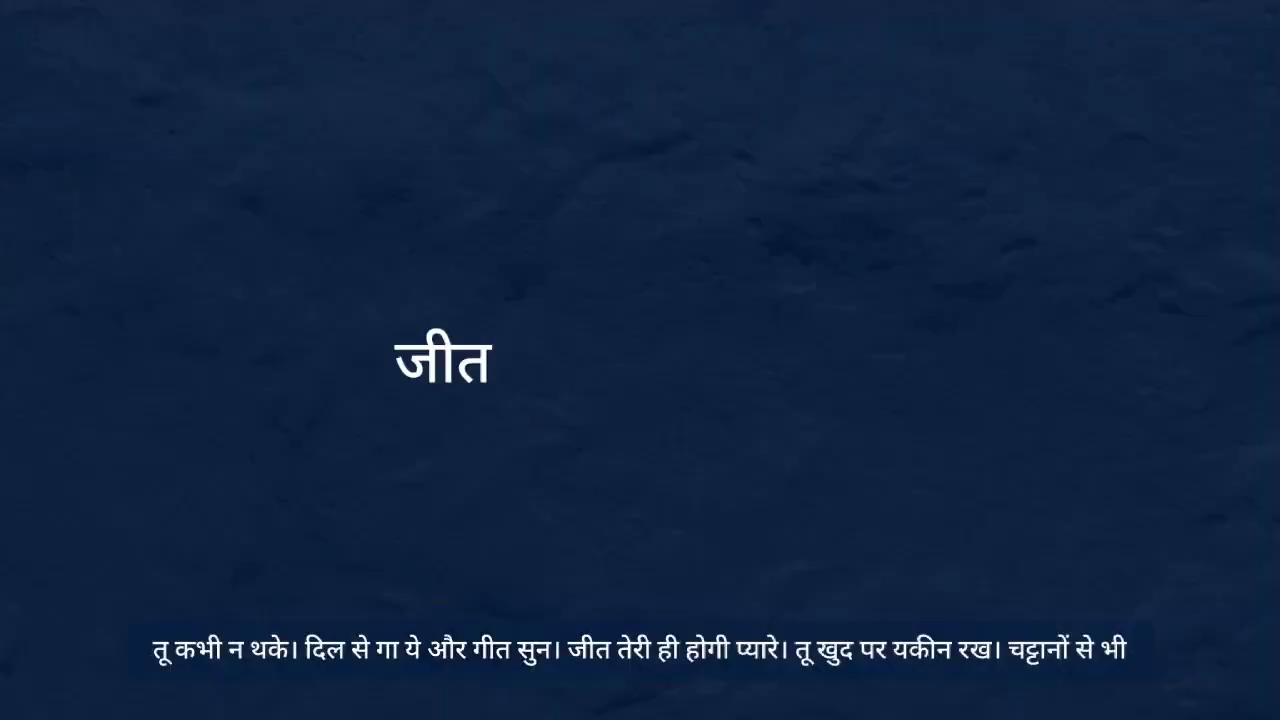 जीत
तू कभी न थके। दिल से गा ये और गीत सुन। जीत तेरी ही होगी प्यारे। तू खुद पर यकीन रख। चट्टानों से भी